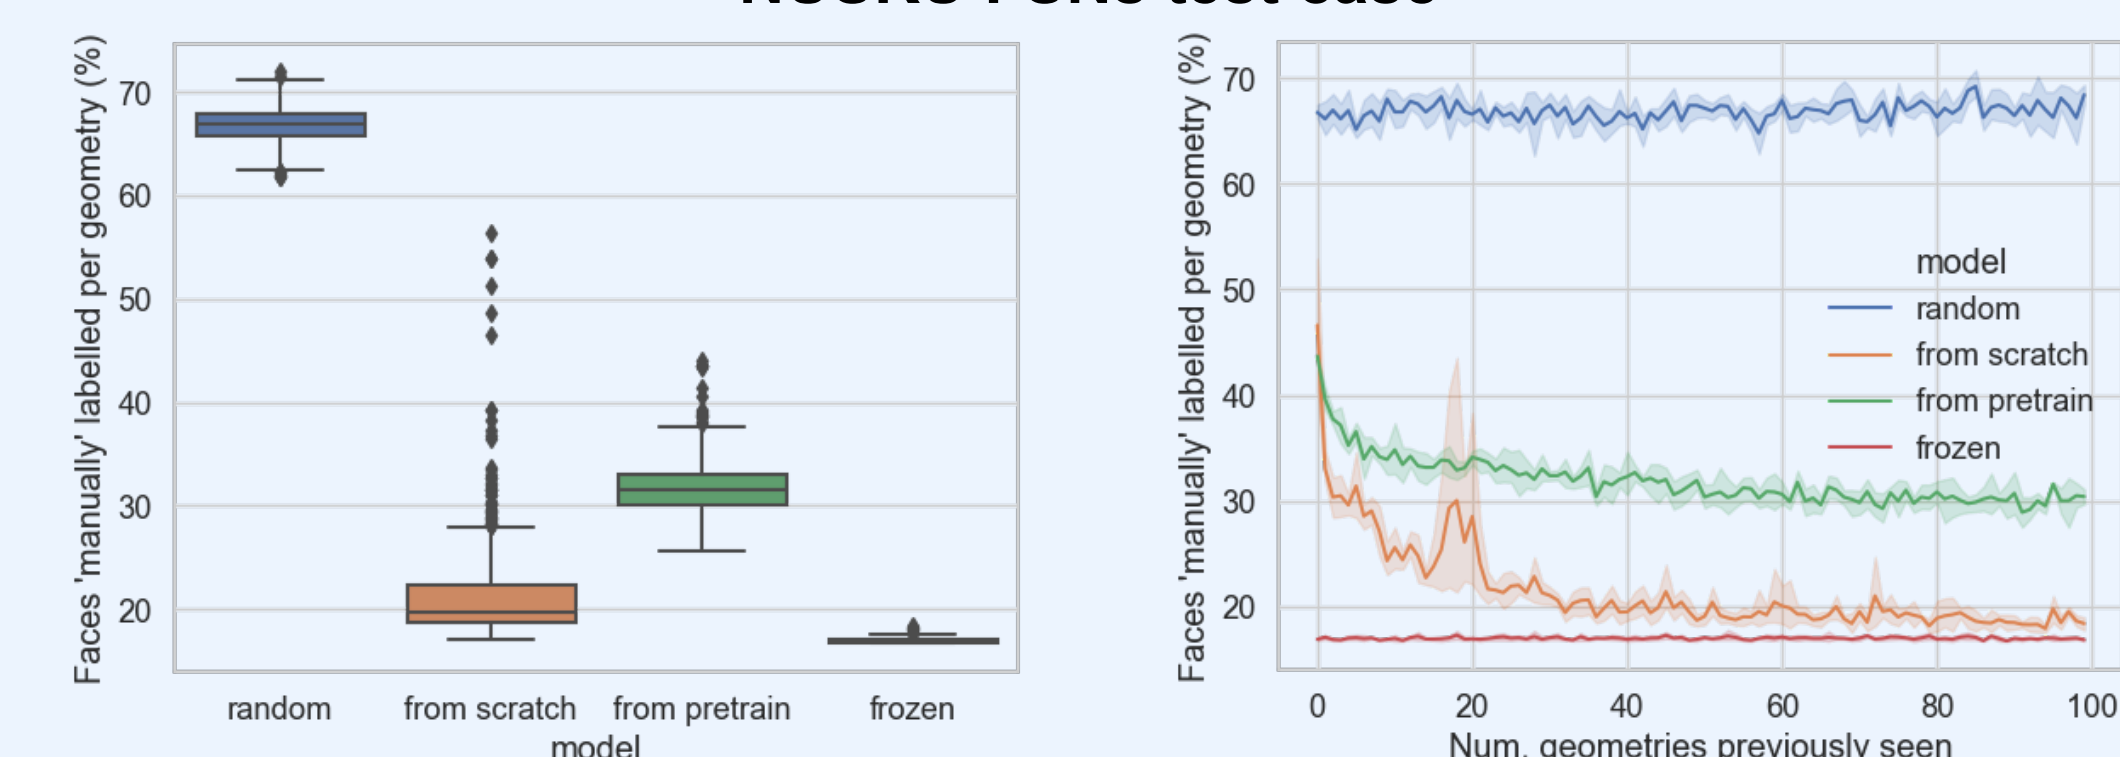 test case
Faces 'manually' labelled per geometry (%)
70
60
50
40
30
20
random from scratch from pretrain frozen
model
Faces 'manually' labelled per geometry (%)
70
60
50
40
30
20
model
random
from scratch
from pretrain
frozen
0 20 40 60 80 100
Num. geometries previously seen